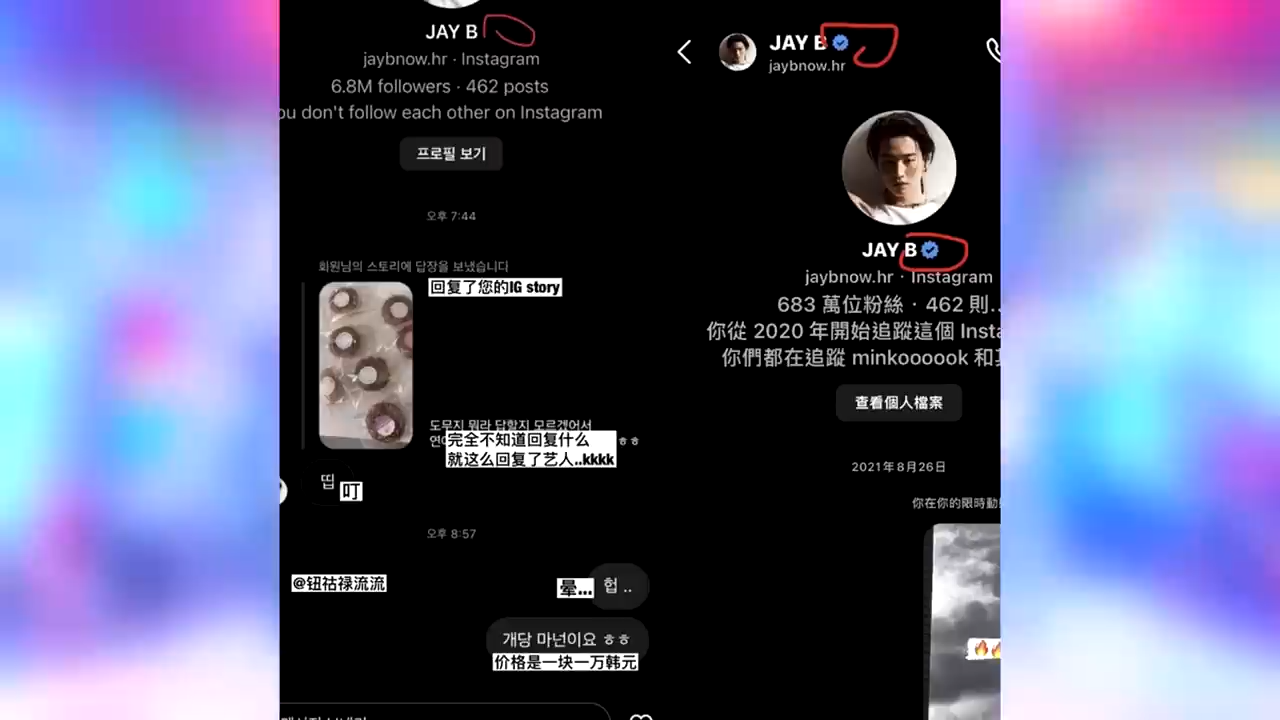 JAY B
jaybnow.hr · Instagram
6.8M followers · 462 posts
ou don't follow each other on Instagram
프로필 보기
오후 7:44
회원님의 스토리에 답장을 보냈습니다
回复了您的IG story
도무지 뭐라 답할지 모르겠어서
완全不知道回复什么
就这么回复了艺人..kkkk
ㅎㅎ
띱
叮
오후 8:57
@钮祜禄流流
晕...
헙 ..
개당 마넌이요 ㅎㅎ
价格是一块一万韩元
JAY B
jaybnow.hr
JAY B
jaybnow.hr · Instagram
683 萬位粉絲 · 462 則..
你從 2020 年開始追蹤這個 Insta
你們都在追蹤 minkoooook 和
查看個人檔案
2021年8月26日
你在你的限時動